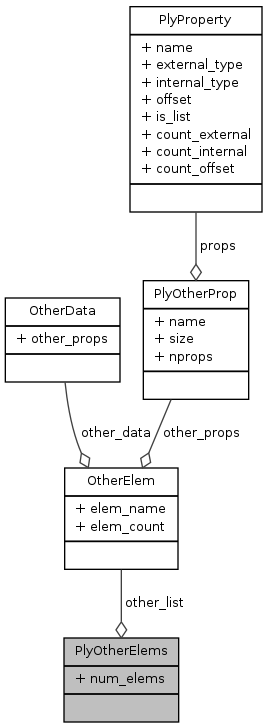 PlyProperty
+ name
+ external_type
+ internal_type
+ offset
+ is_list
+ count_external
+ count_internal
+ count_offset
props
PlyOtherProp
+ name
+ size
+ nprops
OtherData
+ other_props
other_data
other_props
OtherElem
+ elem_name
+ elem_count
other_list
PlyOtherElems
+ num_elems